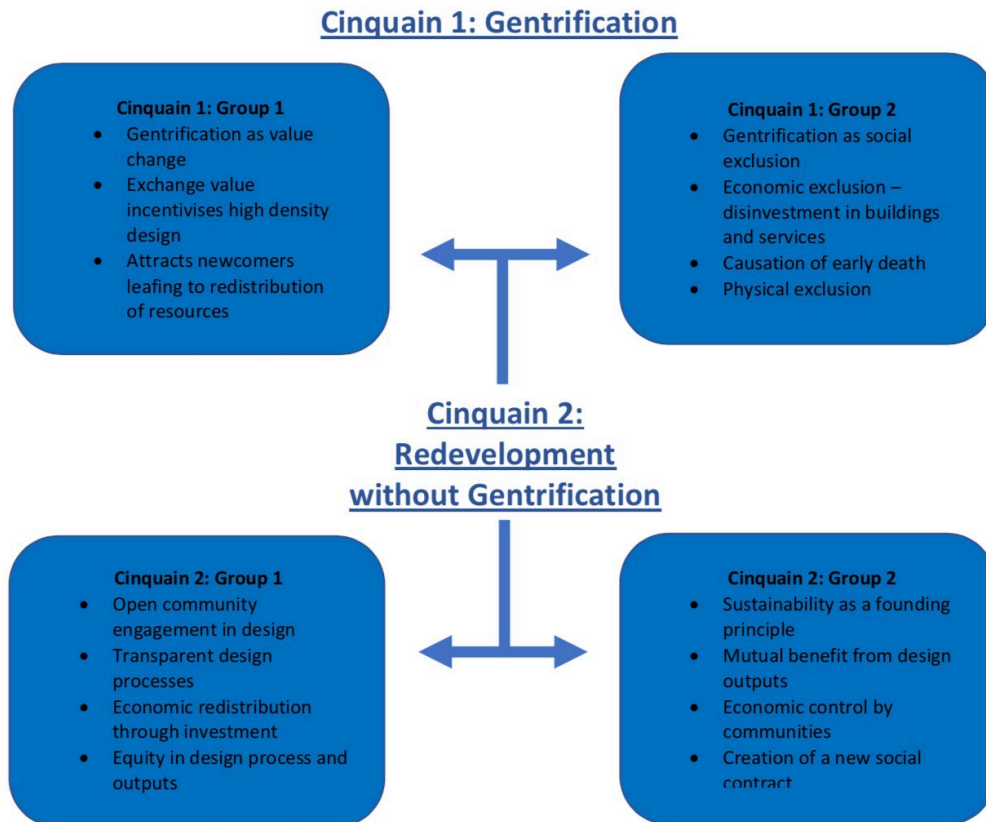 Cinquain 1: Gentrification
Cinquain 1: Group 1
• Gentrification as value
change
• Exchange value
incentivises high density
design
• Attracts newcomers
leafing to redistribution
of resources
Cinquain 1: Group 2
• Gentrification as social
exclusion
• Economic exclusion –
disinvestment in buildings
and services
• Causation of early death
• Physical exclusion
Cinquain 2:
Redevelopment
without Gentrification
Cinquain 2: Group 1
• Open community
engagement in design
• Transparent design
processes
• Economic redistribution
through investment
• Equity in design process and
outputs
Cinquain 2: Group 2
• Sustainability as a founding
principle
• Mutual benefit from design
outputs
• Economic control by
communities
• Creation of a new social
contract